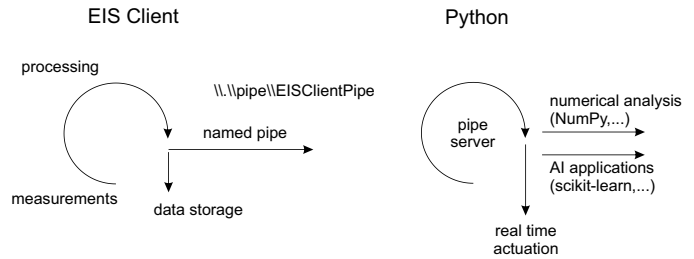 EIS Client
Python
processing
\\.\\pipe\\EISClientPipe
named pipe
measurements
data storage
pipe
server
numerical analysis
(NumPy,...)
AI applications
(scikit-learn,...)
real time
actuation